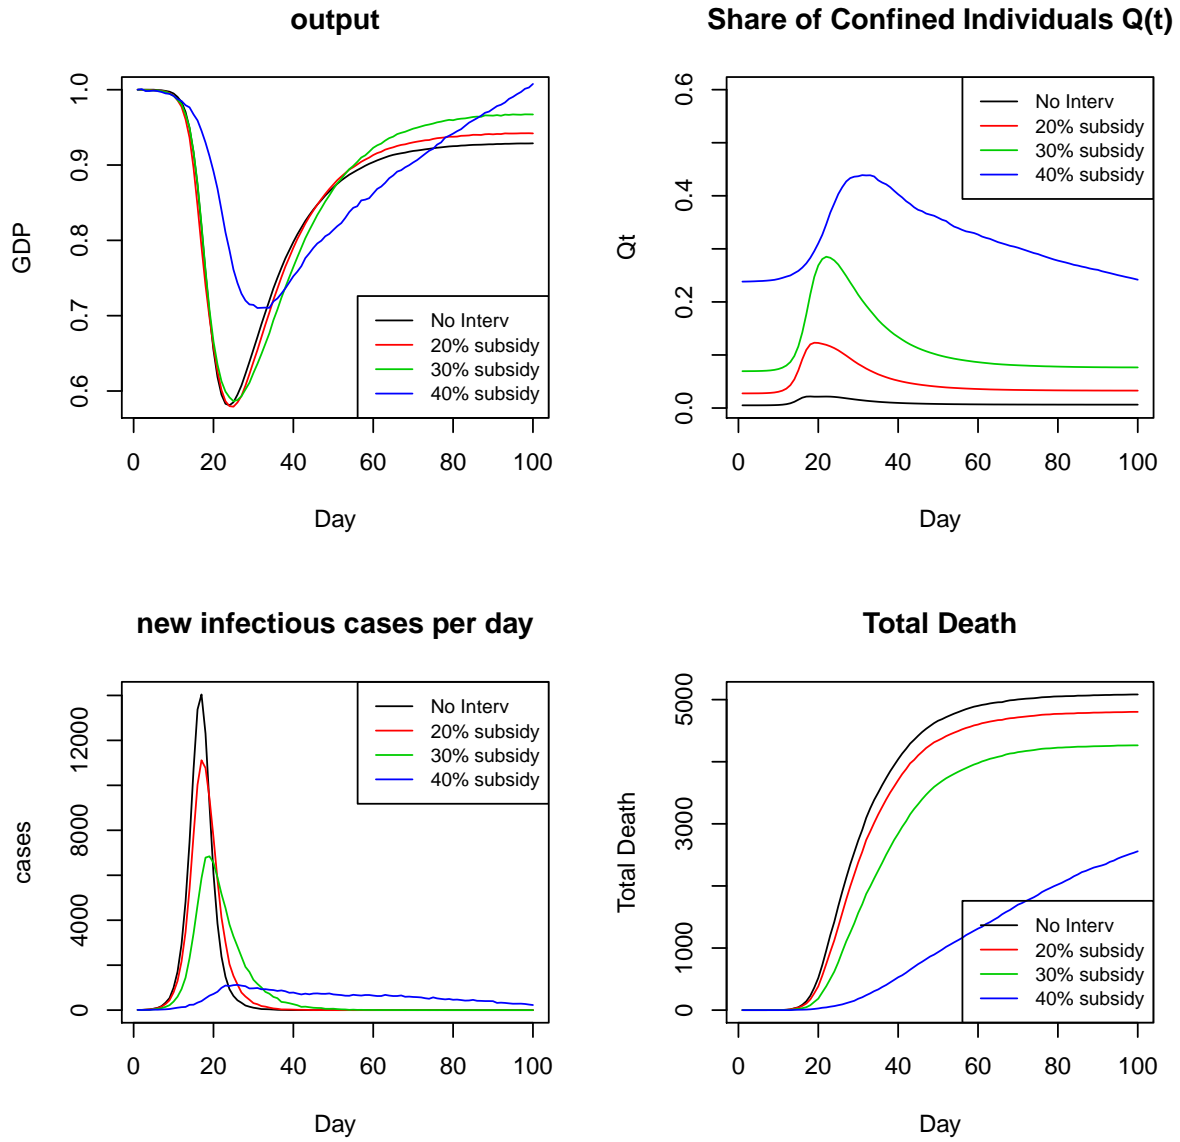 output
GDP
1.0
0.9
0.8
0.7
0.6
No Interv
20% subsidy
30% subsidy
40% subsidy
0 20 40 60 80 100
Day
Share of Confined Individuals Q(t)
Qt
0.6
0.4
0.2
0.0
No Interv
20% subsidy
30% subsidy
40% subsidy
0 20 40 60 80 100
Day
new infectious cases per day
cases
12000
8000
4000
0
No Interv
20% subsidy
30% subsidy
40% subsidy
0 20 40 60 80 100
Day
Total Death
Total Death
5000
3000
1000
0
No Interv
20% subsidy
30% subsidy
40% subsidy
0 20 40 60 80 100
Day